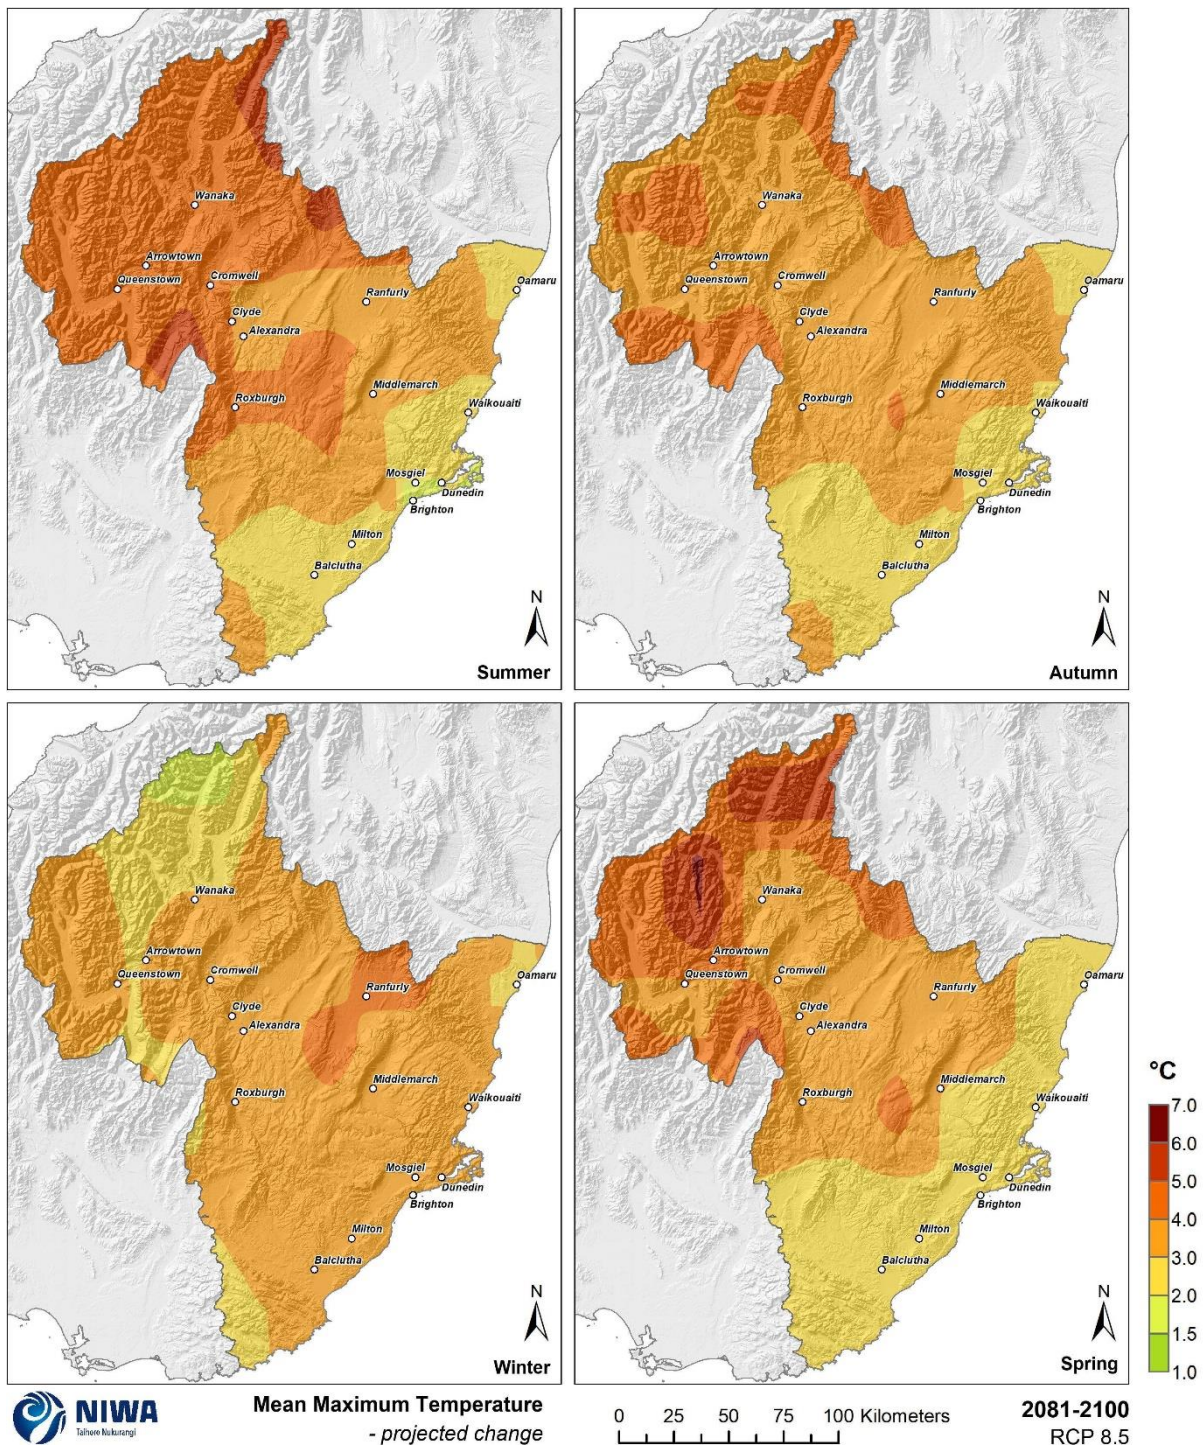 Wanaka
Arrowtown
Queenstown
Cromwell
Oamaru
Ranfurly
Clyde
Alexandra
Middlemarch
Roxburgh
Waikouaiti
Mosgiel
Dunedin
Brighton
Milton
Balclutha
N
Summer
Wanaka
Arrowtown
Queenstown
Cromwell
Oamaru
Ranfurly
Clyde
Alexandra
Middlemarch
Roxburgh
Waikouaiti
Mosgiel
Dunedin
Brighton
Milton
Balclutha
N
Autumn
Wanaka
Arrowtown
Queenstown
Cromwell
Oamaru
Ranfurly
Clyde
Alexandra
Middlemarch
Roxburgh
Waikouaiti
Mosgiel
Dunedin
Brighton
Milton
Balclutha
N
Winter
Wanaka
Arrowtown
Queenstown
Cromwell
Oamaru
Ranfurly
Clyde
Alexandra
Middlemarch
Roxburgh
Waikouaiti
Mosgiel
Dunedin
Brighton
Milton
Balclutha
N
Spring
°C
7.0
6.0
5.0
4.0
3.0
2.0
1.5
1.0
NIWA
Taihoro Nukurangi
Mean Maximum Temperature
- projected change
0 25 50 75 100 Kilometers
2081-2100
RCP 8.5